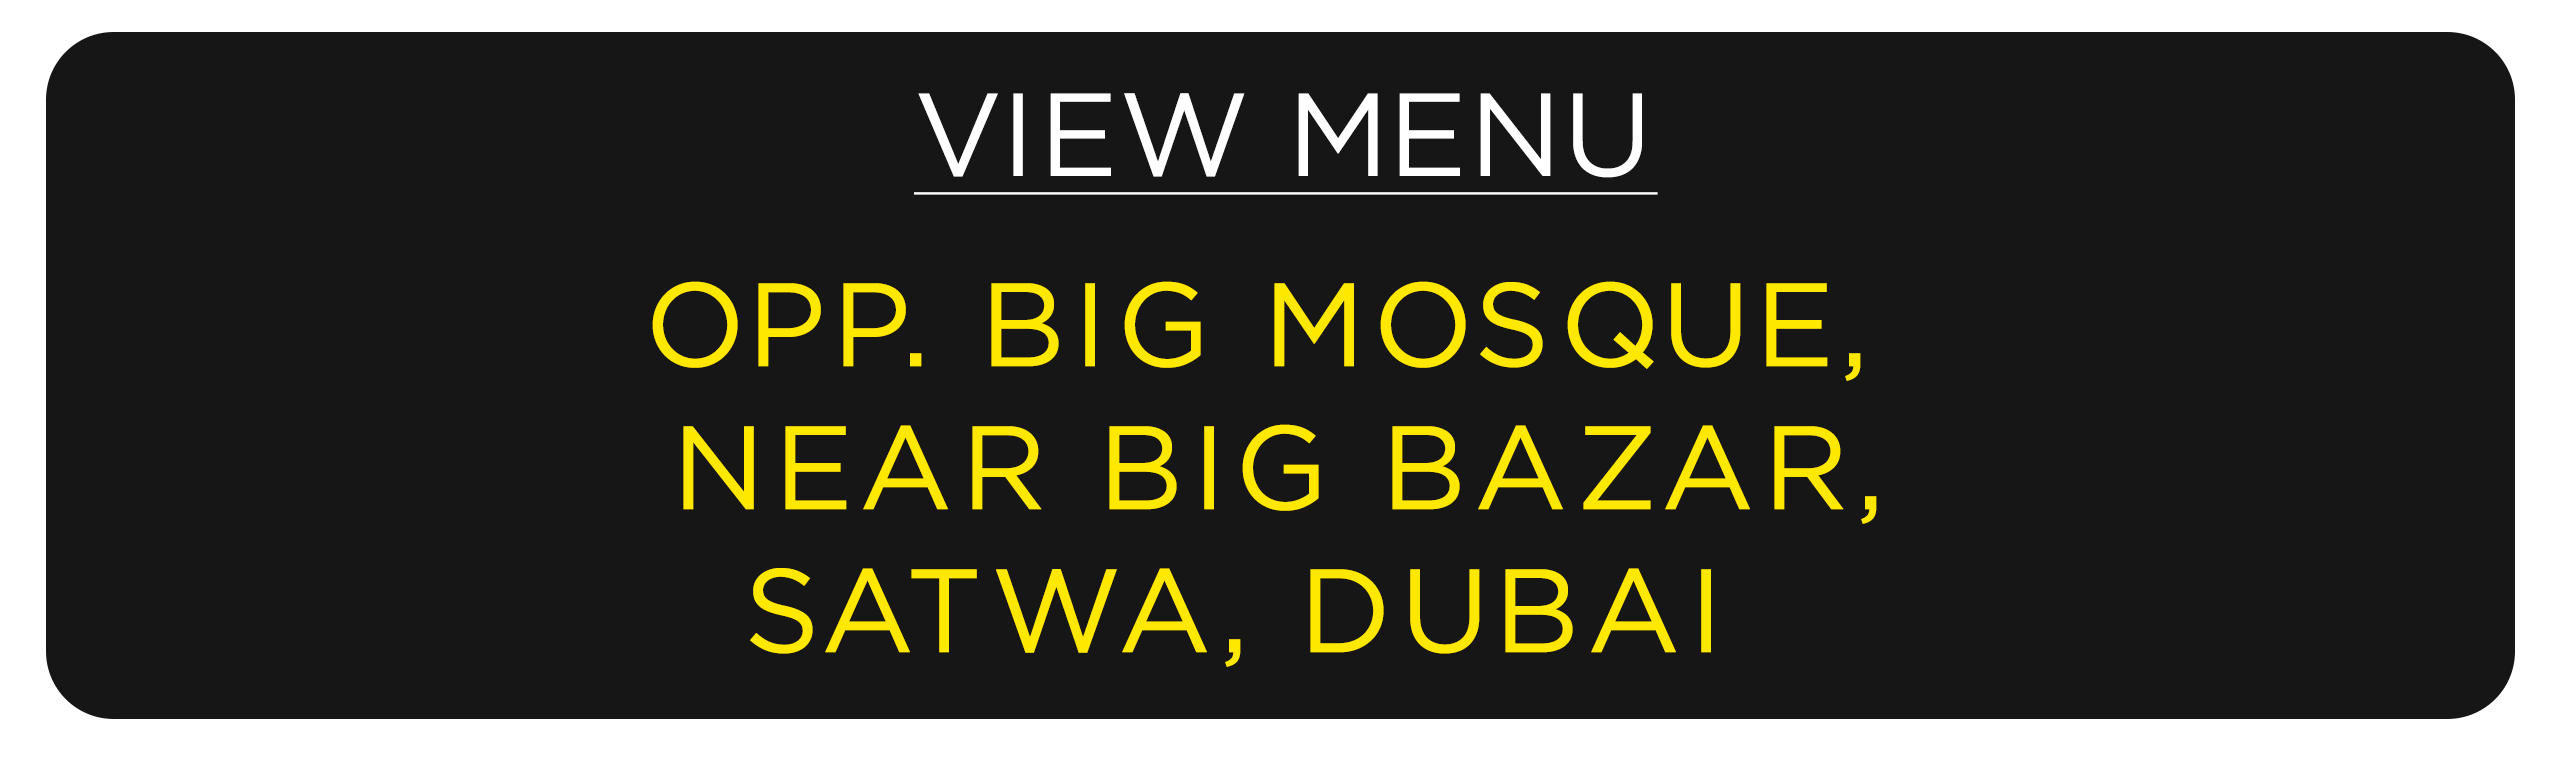 VIEW MENU
OPP. BIG MOSQUE,
NEAR BIG BAZAR,
SATWA, DUBAI